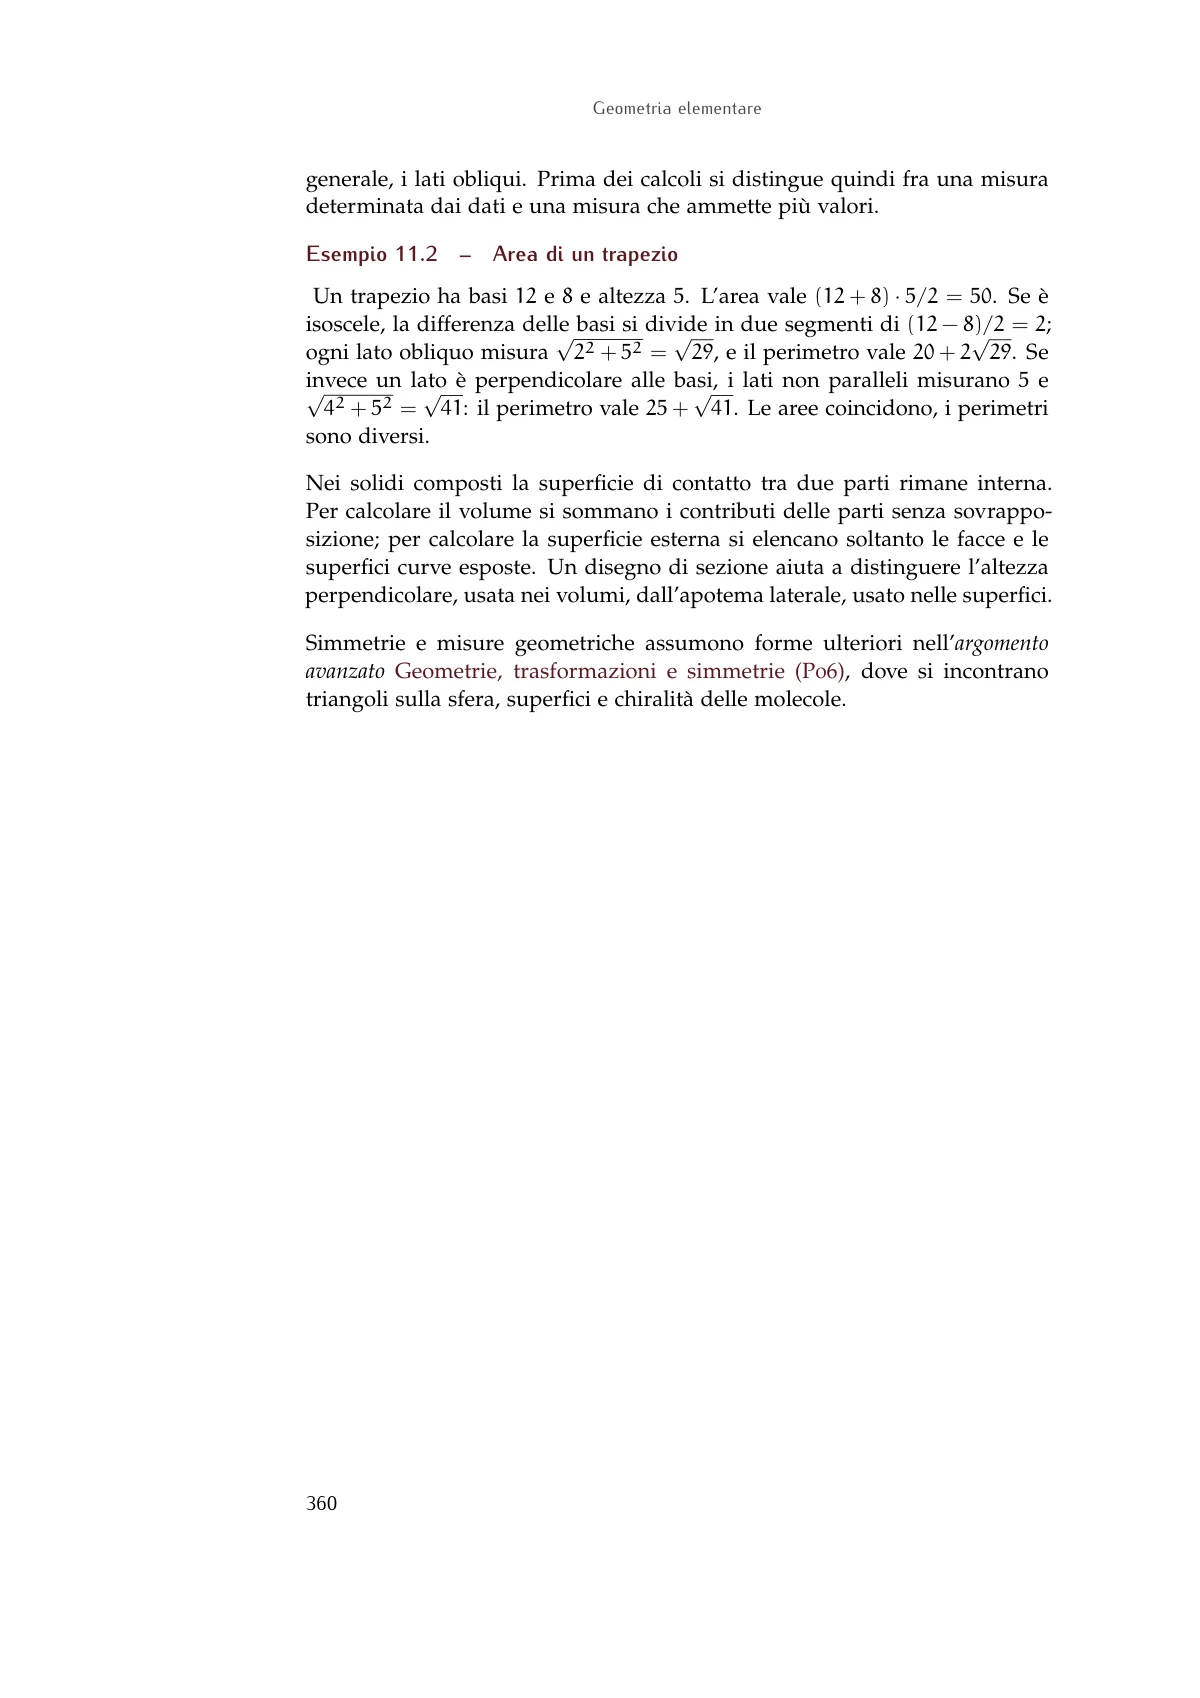 Geometria elementare
generale, i lati obliqui. Prima dei calcoli si distingue quindi fra una misura
determinata dai dati e una misura che ammette più valori.
Esempio 11.2 – Area di un trapezio
Un trapezio ha basi 12 e 8 e altezza 5. L’area vale (12 + 8) · 5/2 = 50. Se è
isoscele, la differenza delle basi si divide in due segmenti di (12 − 8)/2 = 2;
ogni lato obliquo misura √(2² + 5²) = √29, e il perimetro vale 20 + 2√29. Se
invece un lato è perpendicolare alle basi, i lati non paralleli misurano 5 e
√(4² + 5²) = √41: il perimetro vale 25 + √41. Le aree coincidono, i perimetri
sono diversi.
Nei solidi composti la superficie di contatto tra due parti rimane interna.
Per calcolare il volume si sommano i contributi delle parti senza sovrappo-
sizione; per calcolare la superficie esterna si elencano soltanto le facce e le
superfici curve esposte. Un disegno di sezione aiuta a distinguere l’altezza
perpendicolare, usata nei volumi, dall’apotema laterale, usato nelle superfici.
Simmetrie e misure geometriche assumono forme ulteriori nell’argomento
avanzato Geometrie, trasformazioni e simmetrie (P06), dove si incontrano
triangoli sulla sfera, superfici e chiralità delle molecole.
360